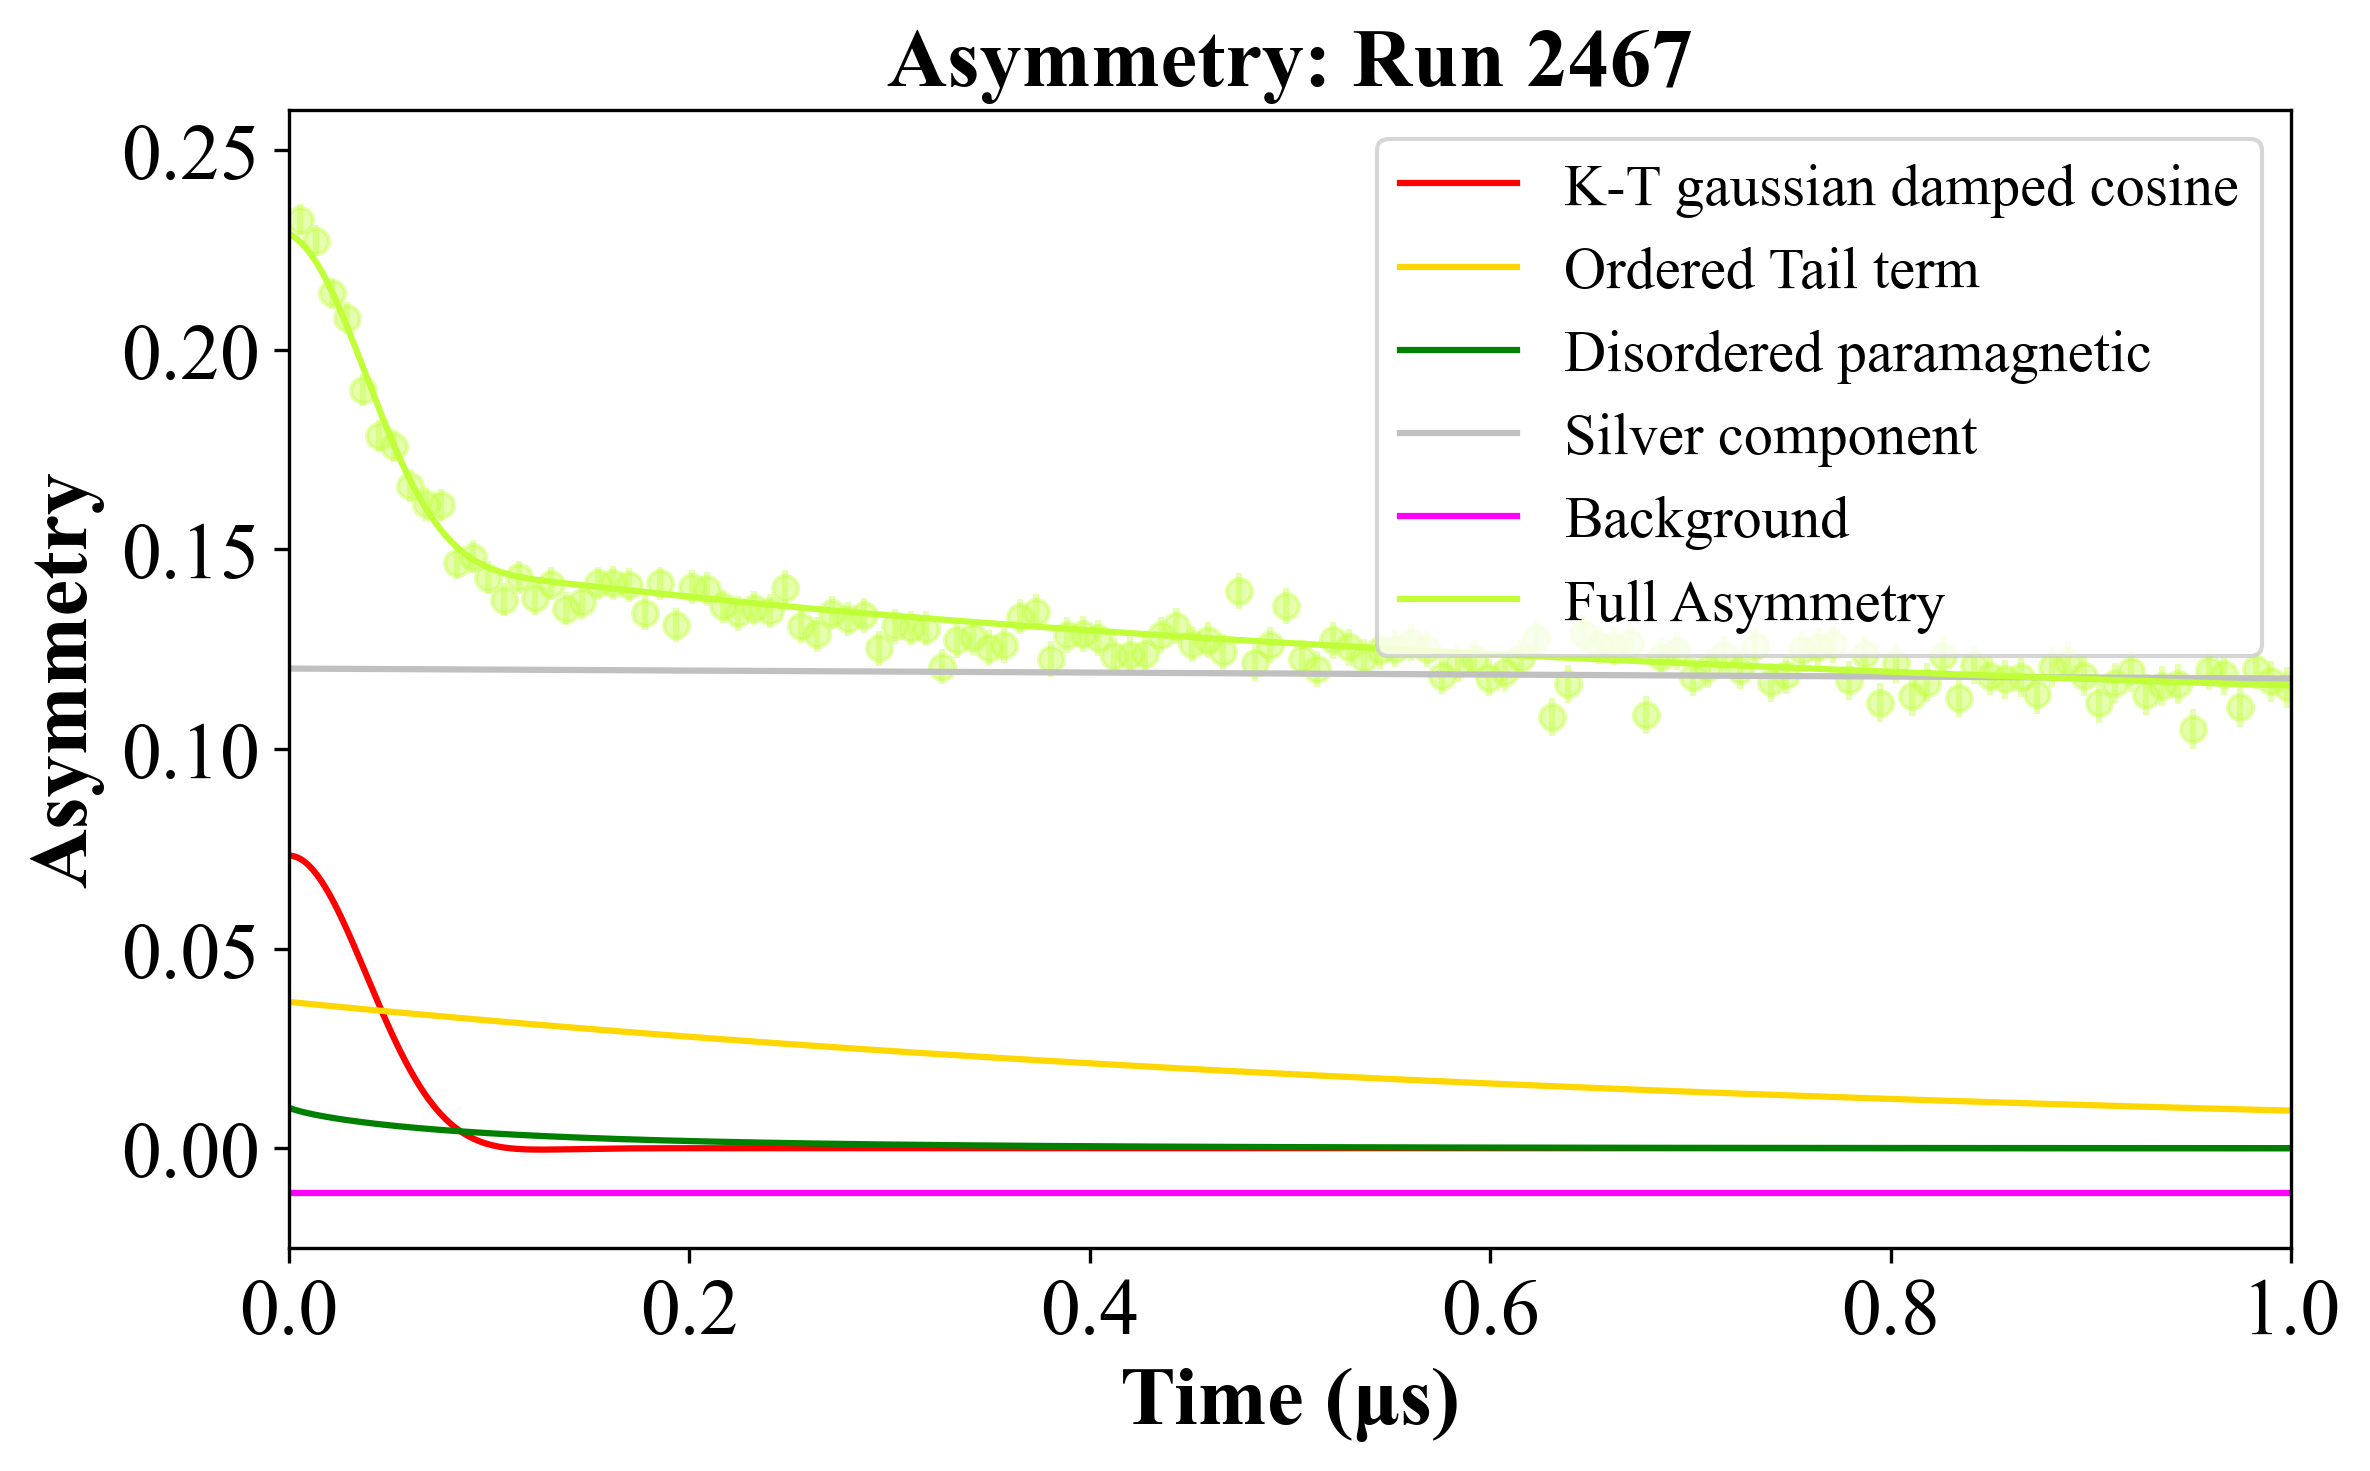 Asymmetry: Run 2467
0.25
0.20
0.15
0.10
0.05
0.00
Asymmetry
K-T gaussian damped cosine
Ordered Tail term
Disordered paramagnetic
Silver component
Background
Full Asymmetry
0.0 0.2 0.4 0.6 0.8 1.0
Time (μs)